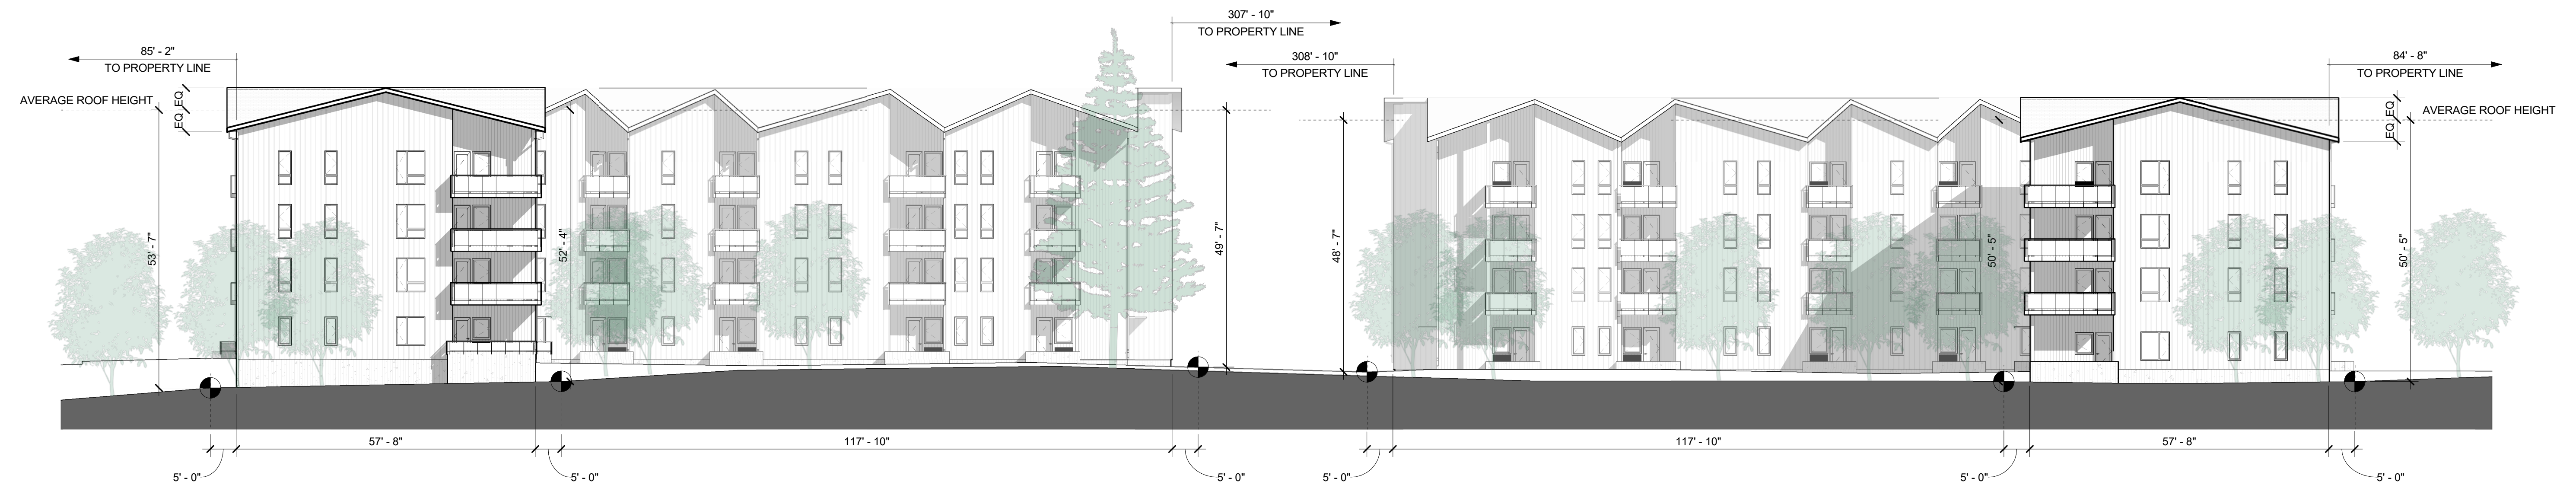 307' - 10"
TO PROPERTY LINE
85' - 2"
TO PROPERTY LINE
308' - 10"
TO PROPERTY LINE
84' - 8"
TO PROPERTY LINE
AVERAGE ROOF HEIGHT
EQ
EQ
EQ
EQ
AVERAGE ROOF HEIGHT
53' - 7"
52' - 4"
49' - 7"
48' - 7"
50' - 5"
50' - 5"
57' - 8"
117' - 10"
117' - 10"
57' - 8"
5' - 0"
5' - 0"
5' - 0"
5' - 0"
5' - 0"
5' - 0"